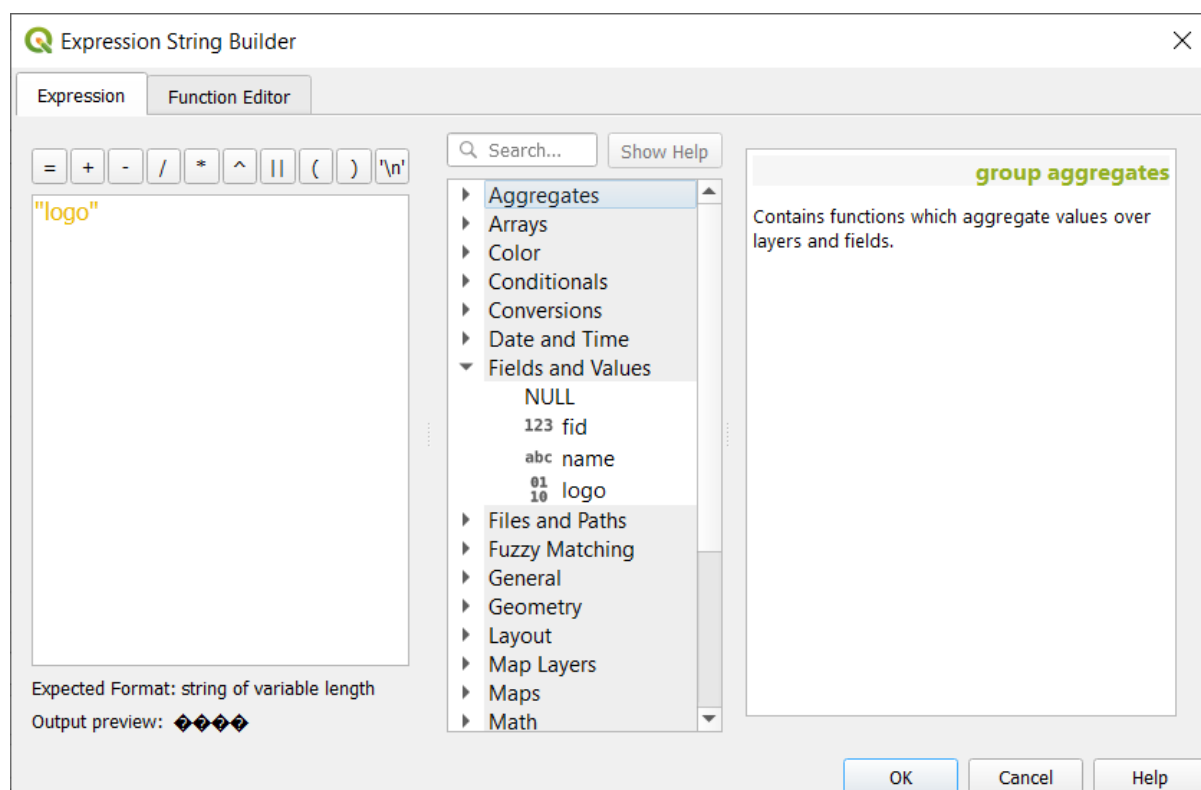 Expression String Builder
Expression
Function Editor
= + - / * ^ || ( ) '\n'
"logo"
Expected Format: string of variable length
Output preview: ����
Search...
Show Help
Aggregates
Arrays
Color
Conditionals
Conversions
Date and Time
Fields and Values
NULL
123 fid
abc name
01
10 logo
Files and Paths
Fuzzy Matching
General
Geometry
Layout
Map Layers
Maps
Math
group aggregates
Contains functions which aggregate values over
layers and fields.
OK
Cancel
Help